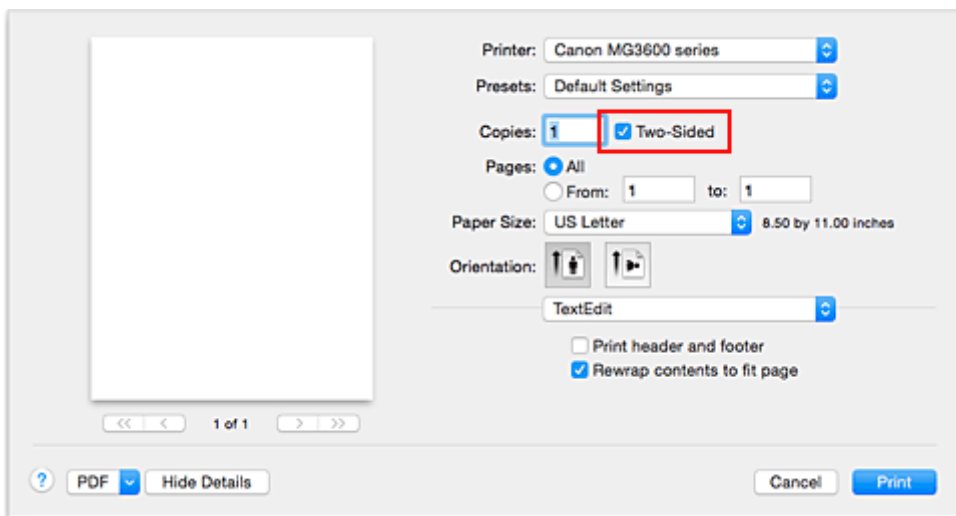 Printer: Canon MG3600 series
Presets: Default Settings
Copies: 1 Two-Sided
Pages: All
From: 1 to: 1
Paper Size: US Letter 8.50 by 11.00 inches
Orientation:
TextEdit
Print header and footer
Rewrap contents to fit page
<< < 1 of 1 > >>
? PDF Hide Details Cancel Print